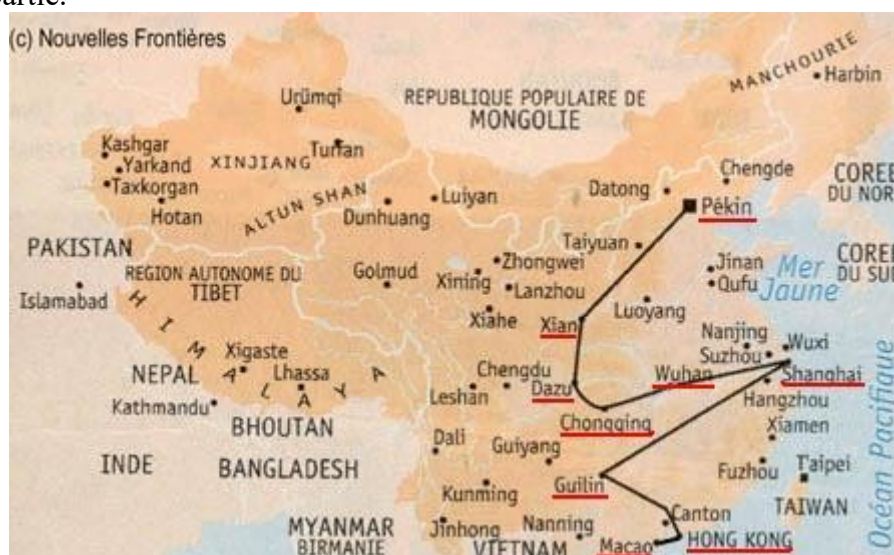 partie.
(c) Nouvelles Frontières
MANCHOURIE
Harbin
Urümqi
REPUBLIQUE POPULAIRE DE
MONGOLIE
Kashgar
Yarkand
Taxkorgan
Hotan
XINJIANG
Turfan
ALTUN SHAN
Dunhuang
Luiyan
Datong
Chengde
COREE
DU NOR
Pékin
PAKISTAN
Islamabad
REGION AUTONOME DU
TIBET
Golmud
Xining
Zhongwei
Lanzhou
Xiahe
Taiyuan
Jinan
Qufu
Mer
Jaune
COREE
DU SUD
Luoyang
Xian
HIMALAYA
NEPAL
Xigaste
Lhassa
Kathmandu
Chengdu
Leshan
Dazu
Wuhan
Nanjing
Suzhou
Wuxi
Shanghai
Hangzhou
Chongqing
BHOUTAN
INDE
BANGLADESH
Dali
Guiyang
Guilin
Xiamen
Fuzhou
T'aipei
TAIWAN
Océan Pacifique
Kunming
MYANMAR
BIRMANIE
Jinhong
Nanning
VIETNAM
Canton
Macao
HONG KONG